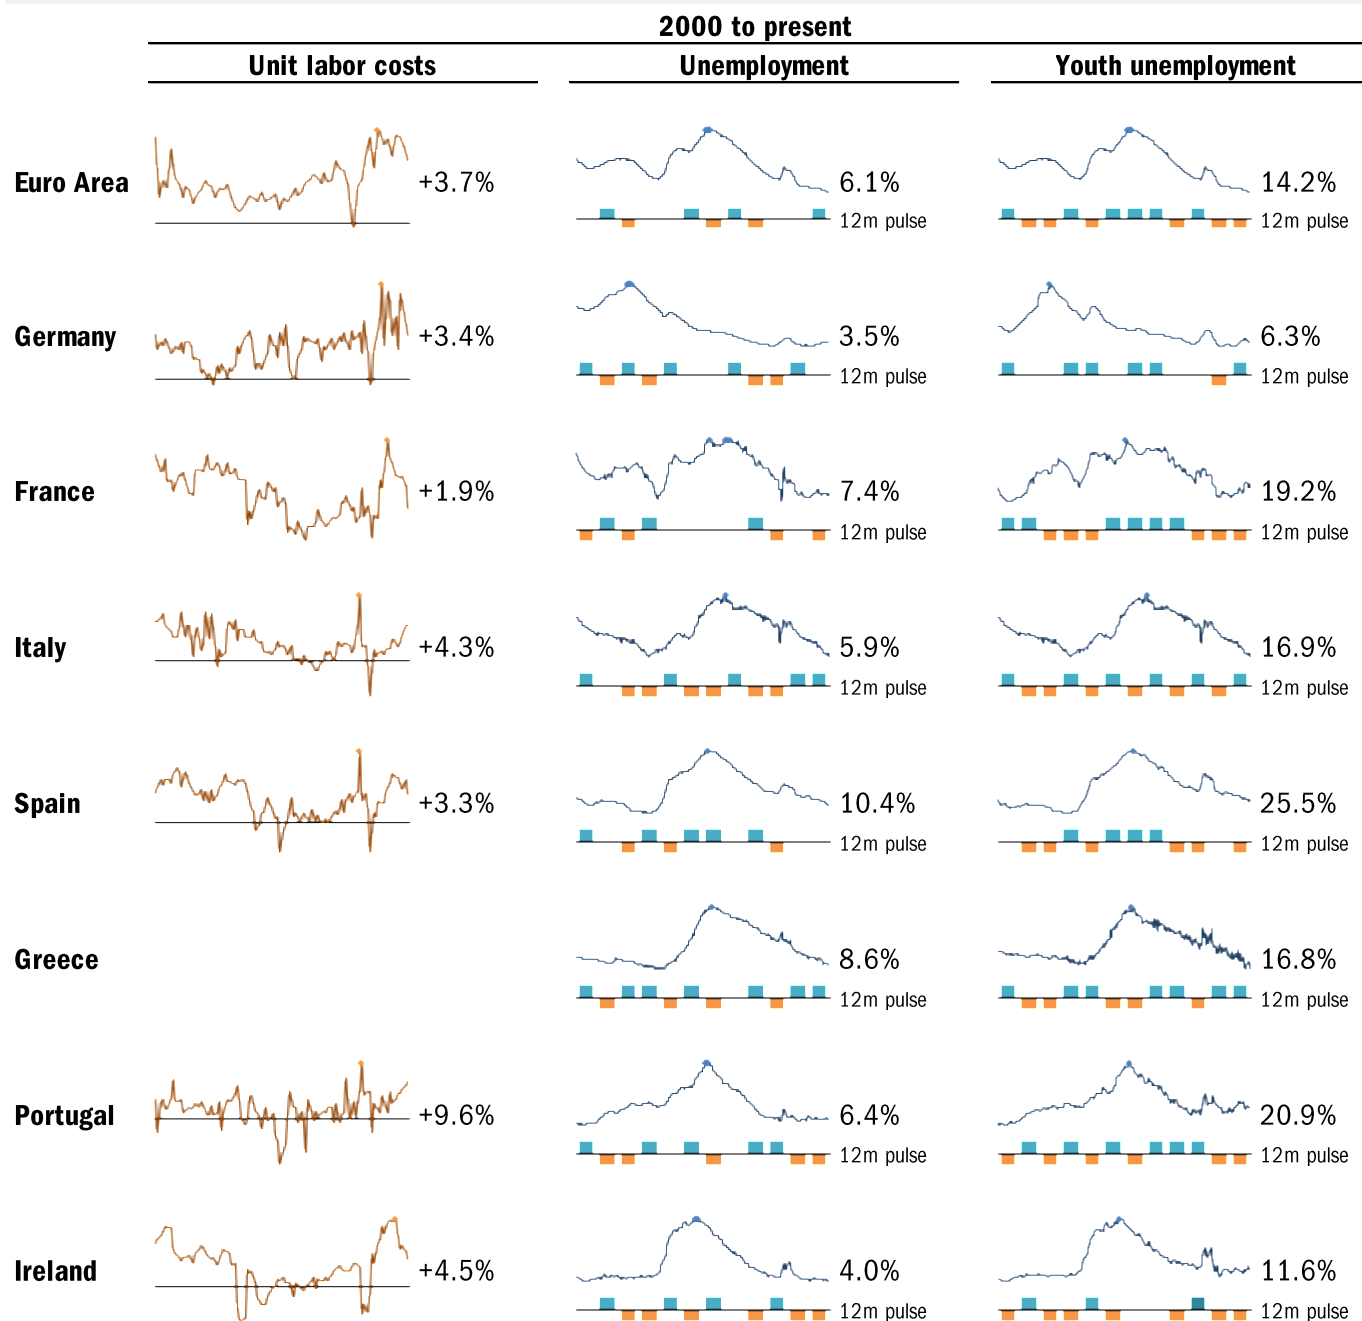 2000 to present
Unit labor costs Unemployment Youth unemployment
Euro Area +3.7% 6.1% 14.2%
12m pulse 12m pulse
Germany +3.4% 3.5% 6.3%
12m pulse 12m pulse
France +1.9% 7.4% 19.2%
12m pulse 12m pulse
Italy +4.3% 5.9% 16.9%
12m pulse 12m pulse
Spain +3.3% 10.4% 25.5%
12m pulse 12m pulse
Greece 8.6% 16.8%
12m pulse 12m pulse
Portugal +9.6% 6.4% 20.9%
12m pulse 12m pulse
Ireland +4.5% 4.0% 11.6%
12m pulse 12m pulse